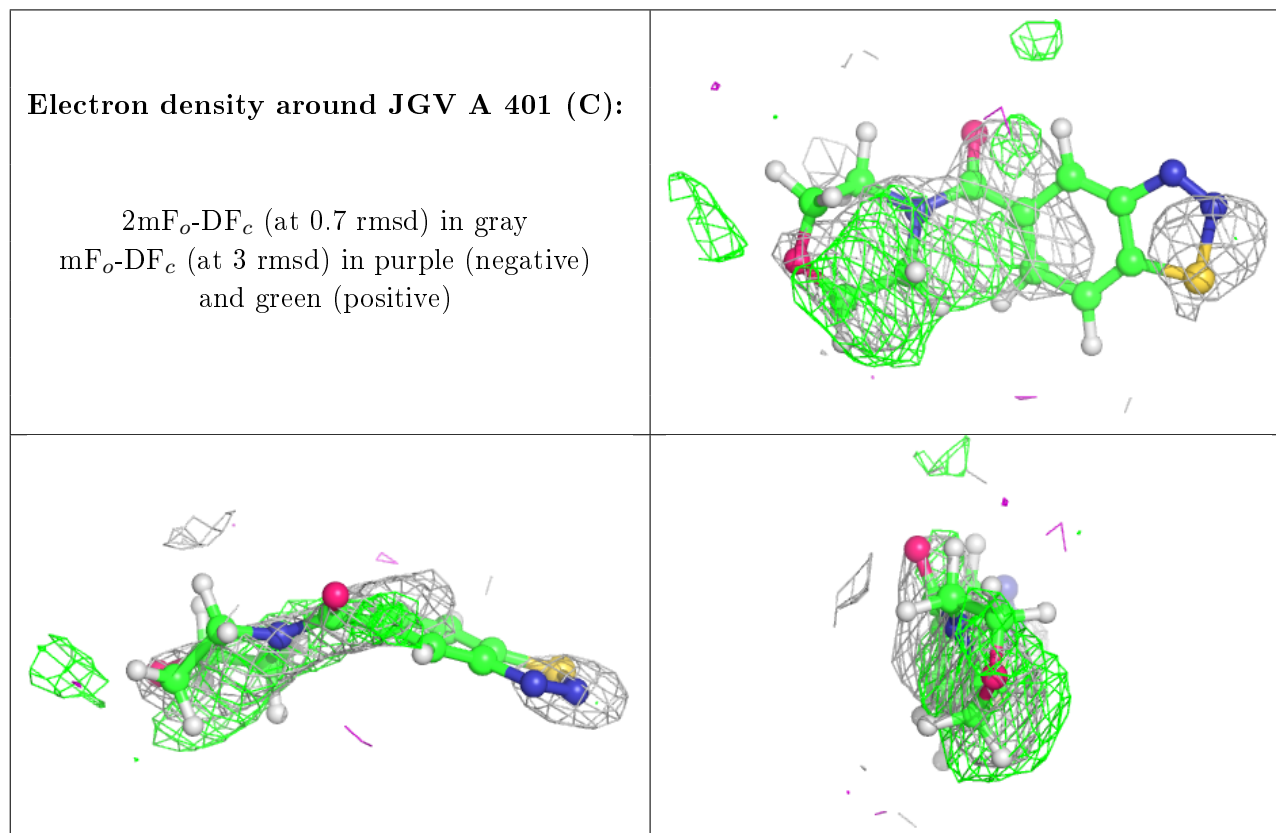 Electron density around JGV A 401 (C):
2mFₒ-DF𝒸 (at 0.7 rmsd) in gray
mFₒ-DF𝒸 (at 3 rmsd) in purple (negative)
and green (positive)